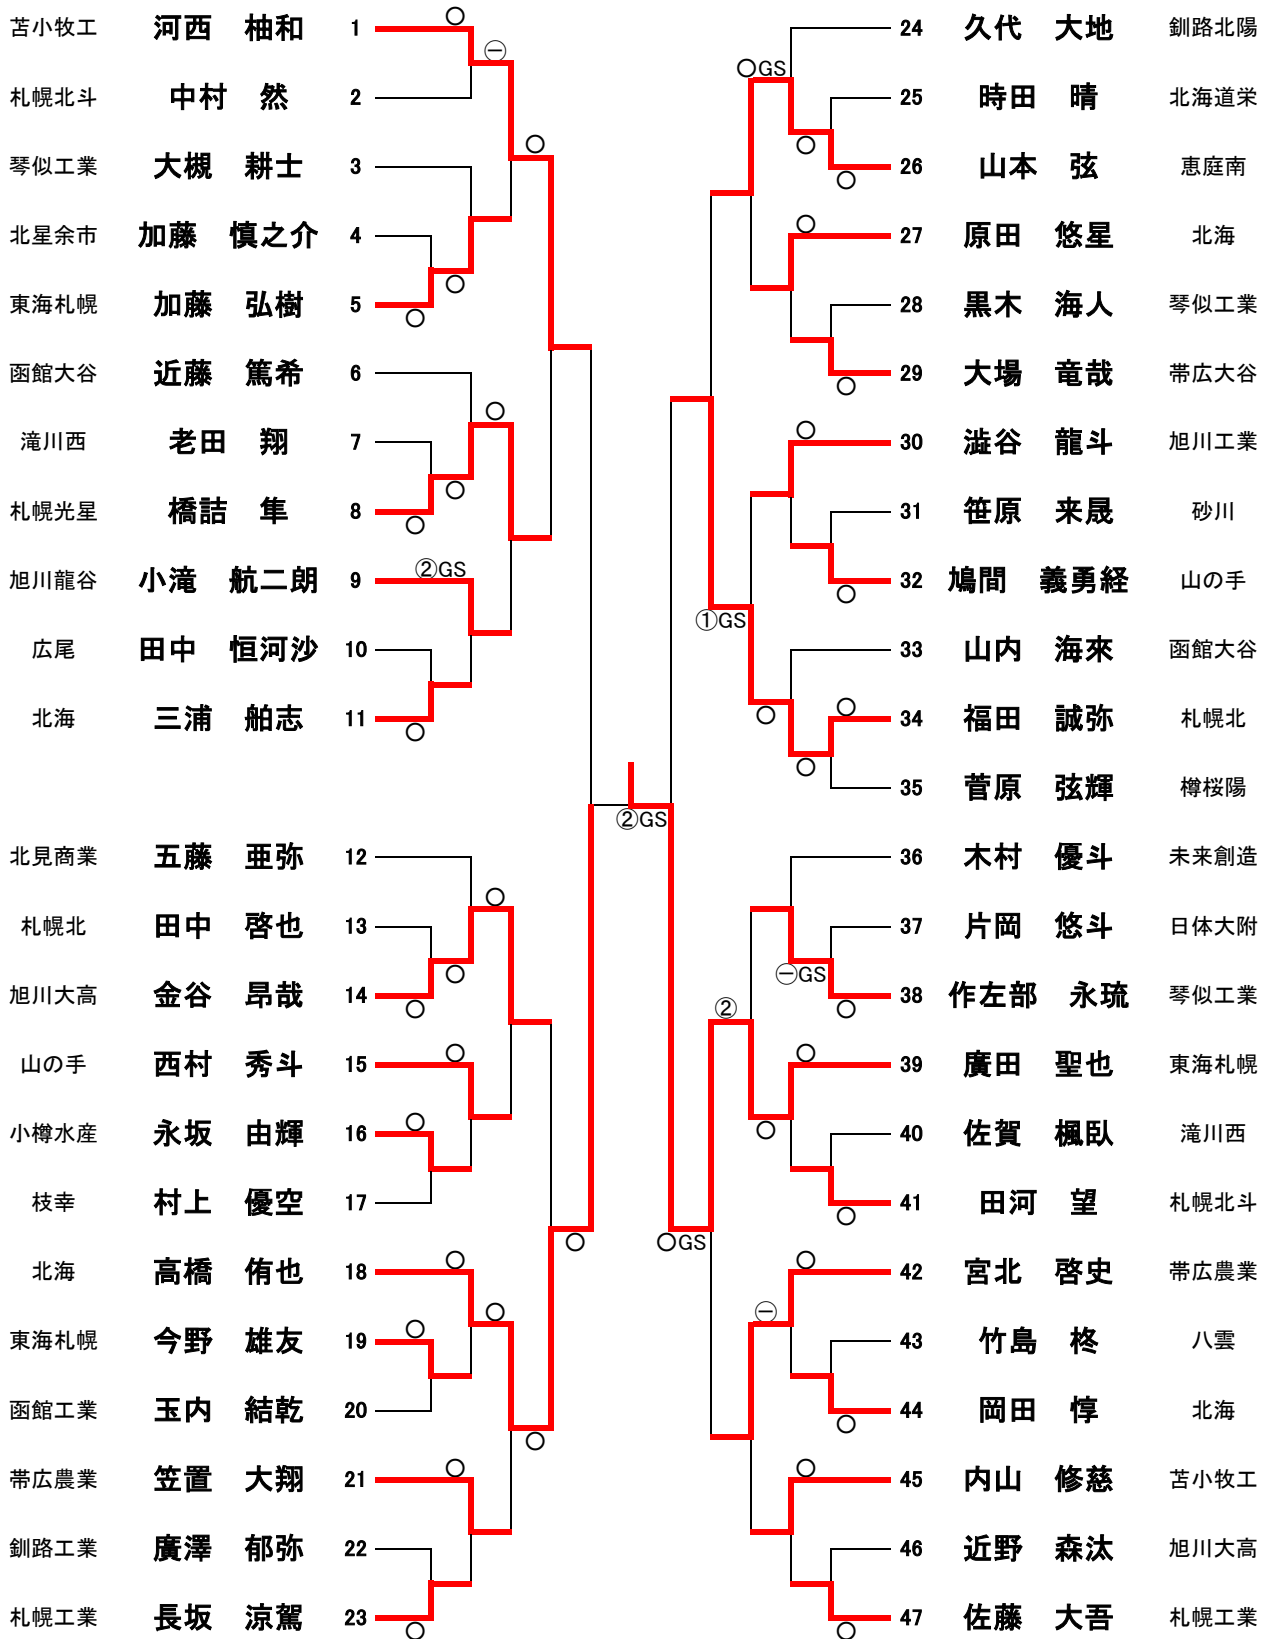 苫小牧工 河西 柚和 1 ○
㊀
札幌北斗 中村 然 2
○
琴似工業 大槻 耕士 3
北星余市 加藤 慎之介 4
○
東海札幌 加藤 弘樹 5
○
函館大谷 近藤 篤希 6
○
滝川西 老田 翔 7
○
札幌光星 橋詰 隼 8
○
旭川龍谷 小滝 航二朗 9 ②GS
広尾 田中 恒河沙 10
北海 三浦 舶志 11
○
北見商業 五藤 亜弥 12
○
札幌北 田中 啓也 13
○
旭川大高 金谷 昂哉 14
○
山の手 西村 秀斗 15 ○
小樽水産 永坂 由輝 16 ○
枝幸 村上 優空 17
○
北海 高橋 侑也 18 ○
○
東海札幌 今野 雄友 19 ○
函館工業 玉内 結乾 20
○
帯広農業 笠置 大翔 21 ○
釧路工業 廣澤 郁弥 22
札幌工業 長坂 涼駕 23
○
②GS
24 久代 大地 釧路北陽
○GS
25 時田 晴 北海道栄
○
26 山本 弦 恵庭南
○
○ 27 原田 悠星 北海
28 黒木 海人 琴似工業
29 大場 竜哉 帯広大谷
○
○ 30 澁谷 龍斗 旭川工業
31 笹原 来晟 砂川
32 鳩間 義勇経 山の手
○
①GS
33 山内 海來 函館大谷
○
○ 34 福田 誠弥 札幌北
○
35 菅原 弦輝 樽桜陽
36 木村 優斗 未来創造
37 片岡 悠斗 日体大附
㊀GS
38 作左部 永琉 琴似工業
○
②
○ 39 廣田 聖也 東海札幌
○
40 佐賀 楓臥 滝川西
41 田河 望 札幌北斗
○
○GS
○ 42 宮北 啓史 帯広農業
㊀
43 竹島 柊 八雲
44 岡田 惇 北海
○
○ 45 内山 修慈 苫小牧工
46 近野 森汰 旭川大高
47 佐藤 大吾 札幌工業
○